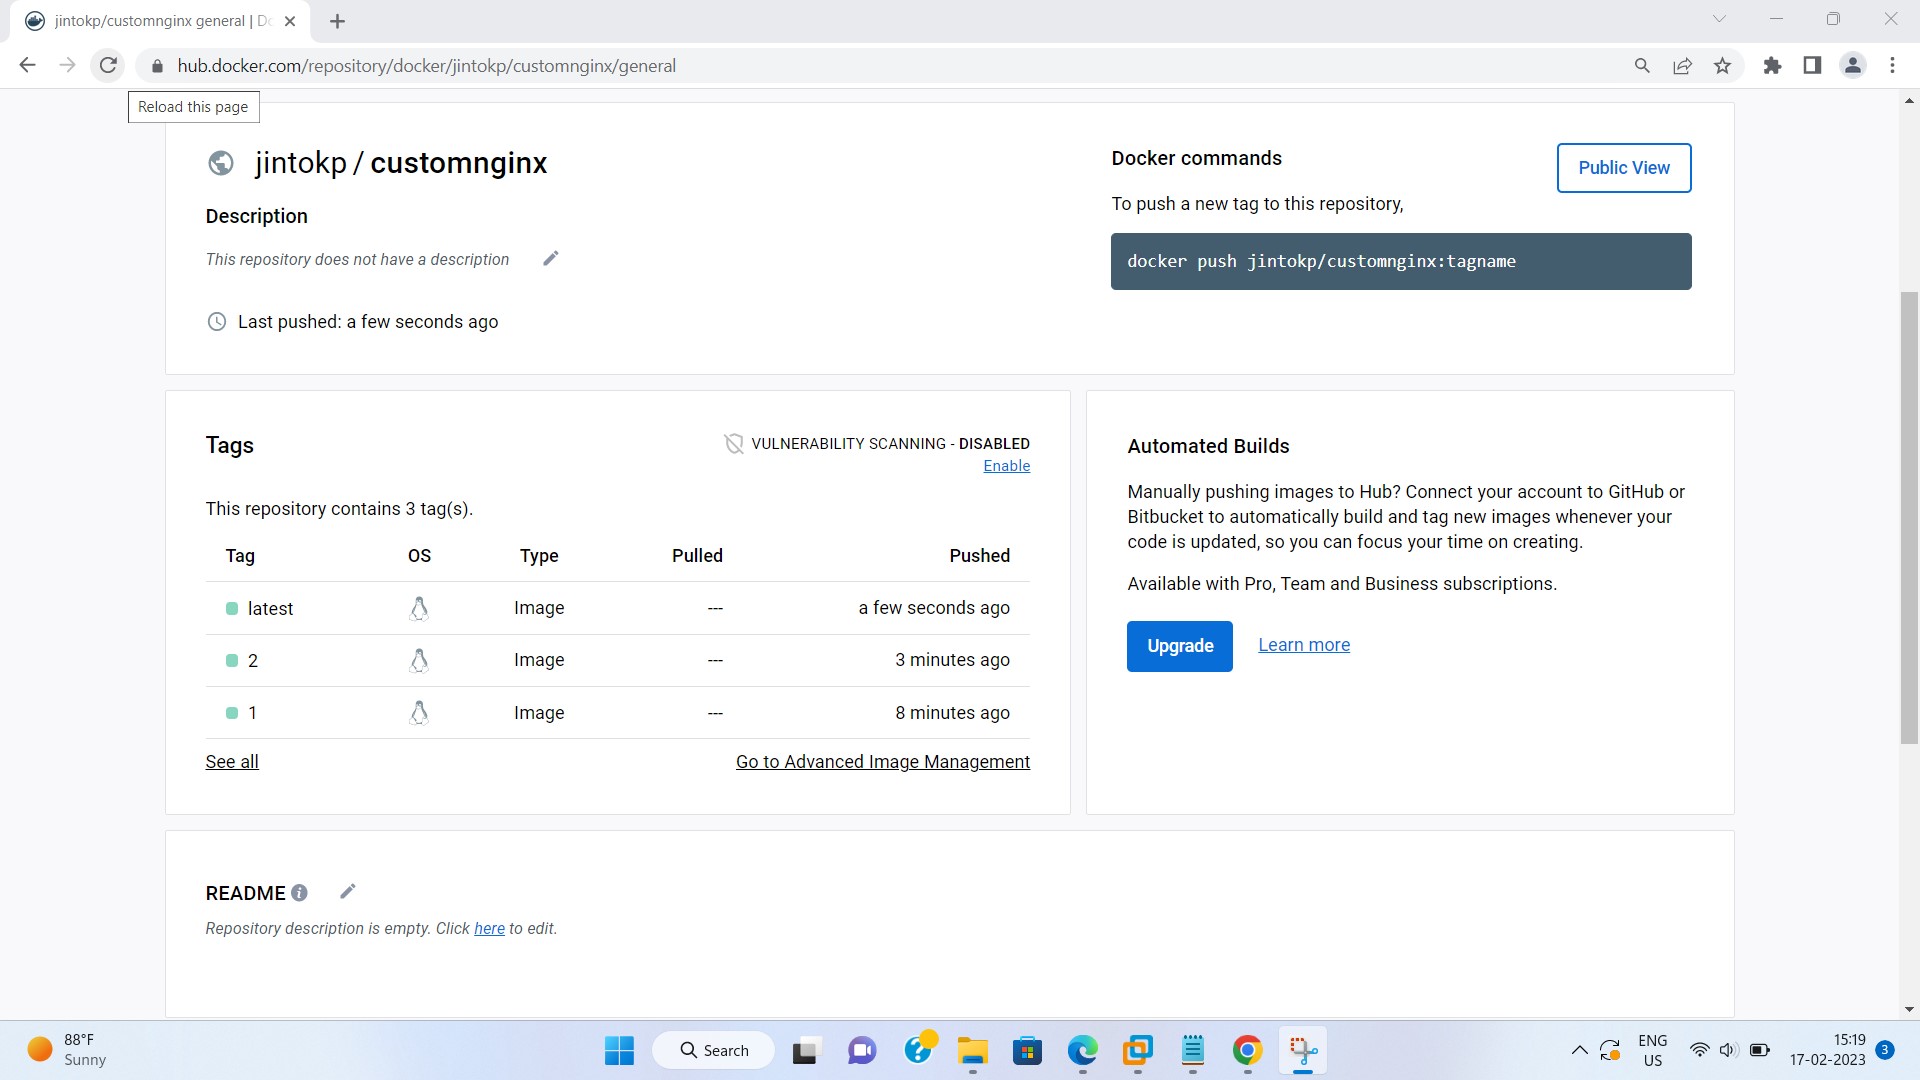 jintokp/customnginx general | Do
hub.docker.com/repository/docker/jintokp/customnginx/general
Reload this page
jintokp / customnginx
Description
This repository does not have a description
Last pushed: a few seconds ago
Docker commands
Public View
To push a new tag to this repository,
docker push jintokp/customnginx:tagname
Tags
VULNERABILITY SCANNING - DISABLED
Enable
This repository contains 3 tag(s).
Tag OS Type Pulled Pushed
latest Image --- a few seconds ago
2 Image --- 3 minutes ago
1 Image --- 8 minutes ago
See all
Go to Advanced Image Management
Automated Builds
Manually pushing images to Hub? Connect your account to GitHub or
Bitbucket to automatically build and tag new images whenever your
code is updated, so you can focus your time on creating.
Available with Pro, Team and Business subscriptions.
Upgrade
Learn more
README
Repository description is empty. Click here to edit.
88°F
Sunny
Search
ENG
US
15:19
17-02-2023
3